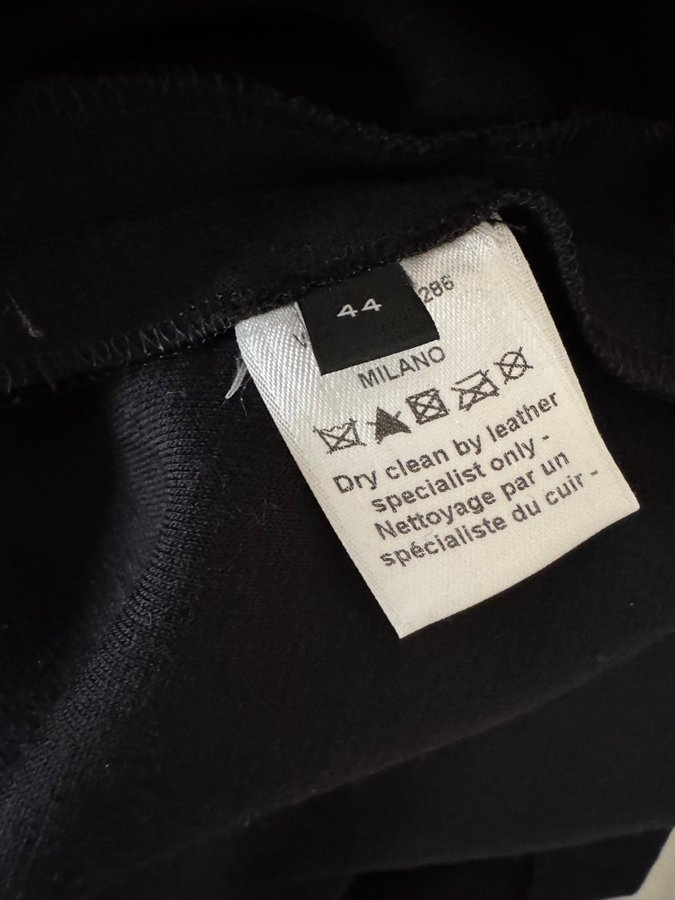 44
286
MILANO
Dry clean by leather
specialist only -
Nettoyage par un
spécialiste du cuir -